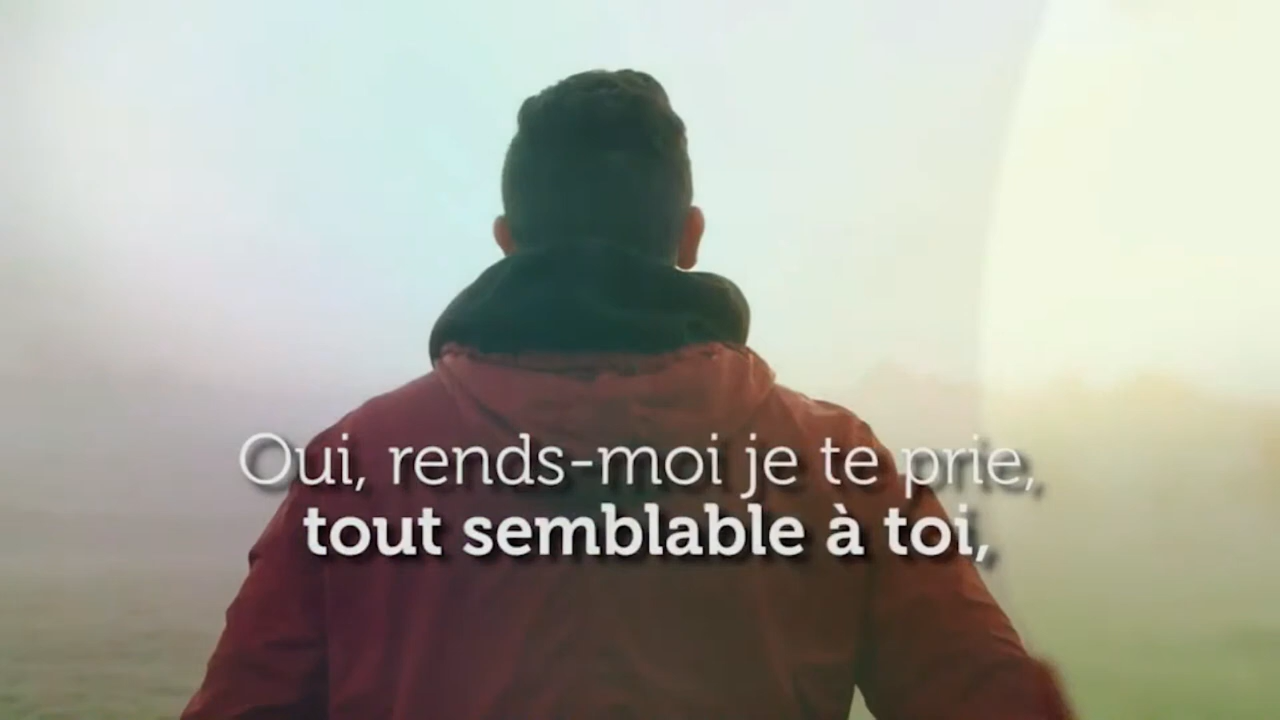 Oui, rends-moi je te prie,
tout semblable à toi,